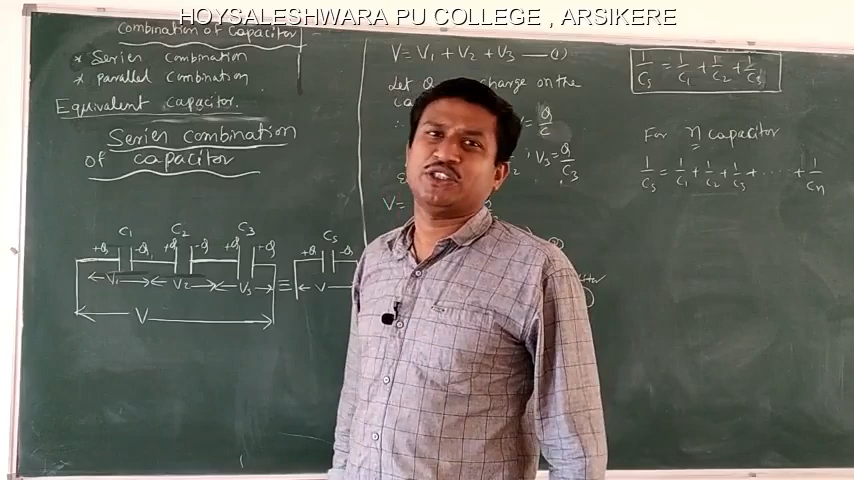 HOYSALESHWARA PU COLLEGE , ARSIKERE
Combination of Capacitor
* Series Combination
* parallel Combination
Equivalent capacitor.
Series combination
of capacitor
C1 C2 C3
+Q -Q +Q -Q +Q -Q
V1 V2 V3
V
≡
CS
+Q -Q
V
V = V1 + V2 + V3 — (1)
Let Q charge on the
= Q/C
; V3 = Q/C3
V=
1/CS = 1/C1 + 1/C2 + 1/C3
For n capacitor
1/CS = 1/C1 + 1/C2 + 1/C3 + ..... + 1/Cn